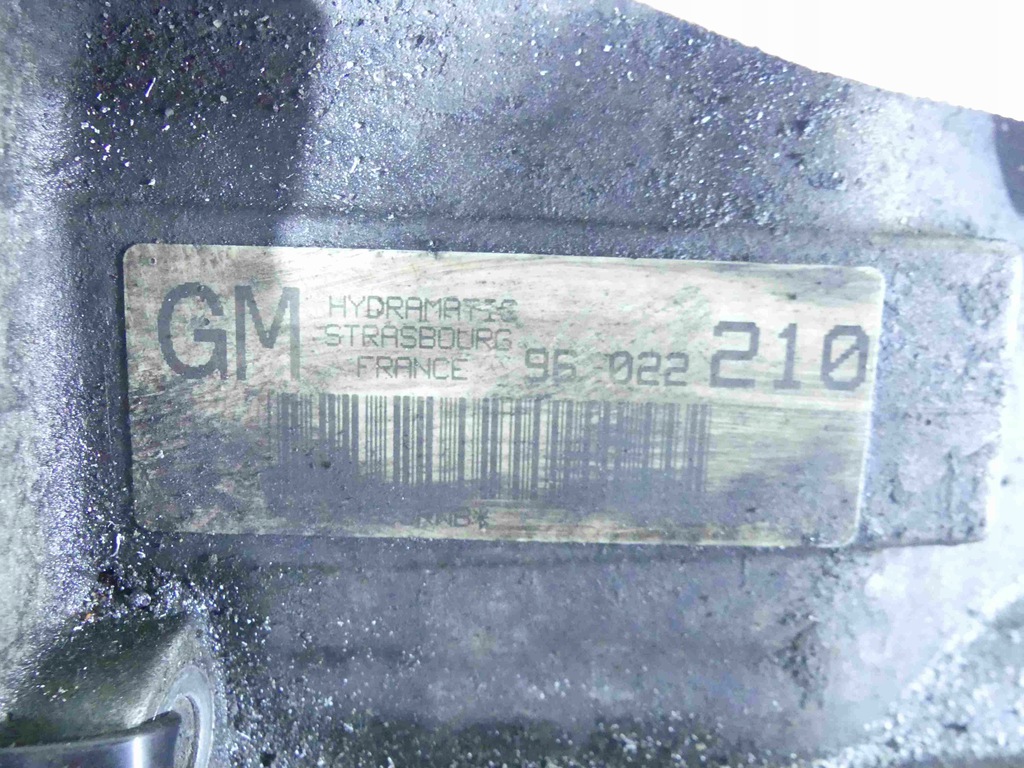 GM
HYDRAMATIC
STRASBOURG
FRANCE
96 022 210